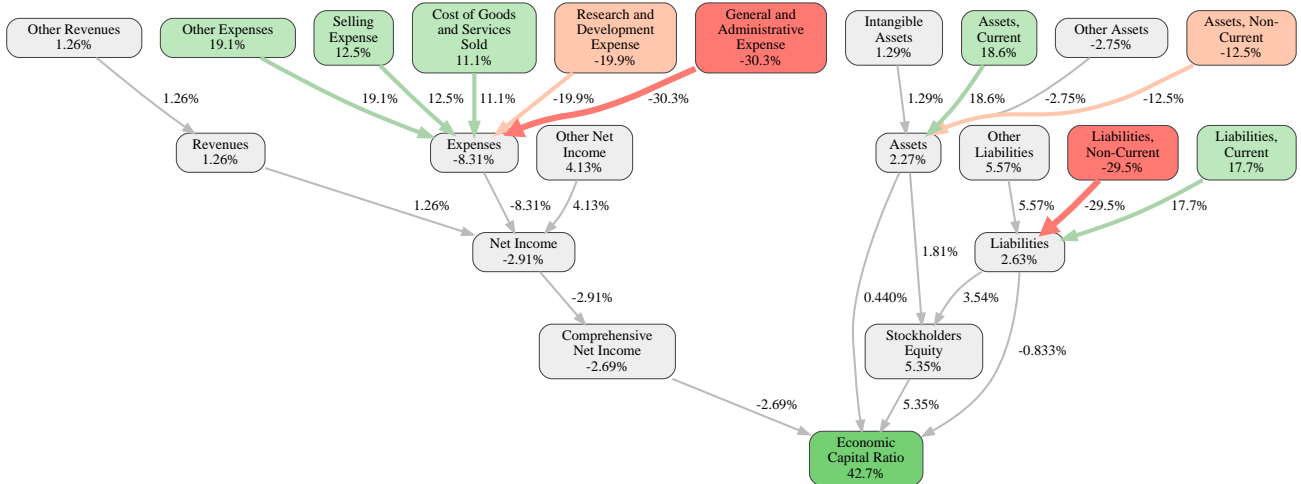 Other Revenues
1.26%
Other Expenses
19.1%
Selling
Expense
12.5%
Cost of Goods
and Services
Sold
11.1%
Research and
Development
Expense
-19.9%
General and
Administrative
Expense
-30.3%
Intangible
Assets
1.29%
Assets,
Current
18.6%
Other Assets
-2.75%
Assets, Non-
Current
-12.5%
1.26%
19.1%
12.5%
11.1%
-19.9%
-30.3%
1.29%
18.6%
-2.75%
-12.5%
Revenues
1.26%
Expenses
-8.31%
Other Net
Income
4.13%
Assets
2.27%
Other
Liabilities
5.57%
Liabilities,
Non-Current
-29.5%
Liabilities,
Current
17.7%
1.26%
-8.31%
4.13%
5.57%
-29.5%
17.7%
Net Income
-2.91%
1.81%
Liabilities
2.63%
-2.91%
0.440%
3.54%
Comprehensive
Net Income
-2.69%
Stockholders
Equity
5.35%
-0.833%
-2.69%
5.35%
Economic
Capital Ratio
42.7%